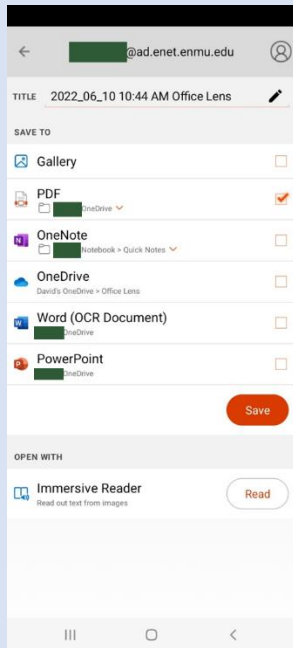 @ad.enet.enmu.edu
TITLE 2022_06_10 10:44 AM Office Lens
SAVE TO
Gallery
PDF
OneDrive
OneNote
Notebook > Quick Notes
OneDrive
David's OneDrive > Office Lens
Word (OCR Document)
OneDrive
PowerPoint
OneDrive
Save
OPEN WITH
Immersive Reader
Read out text from images
Read